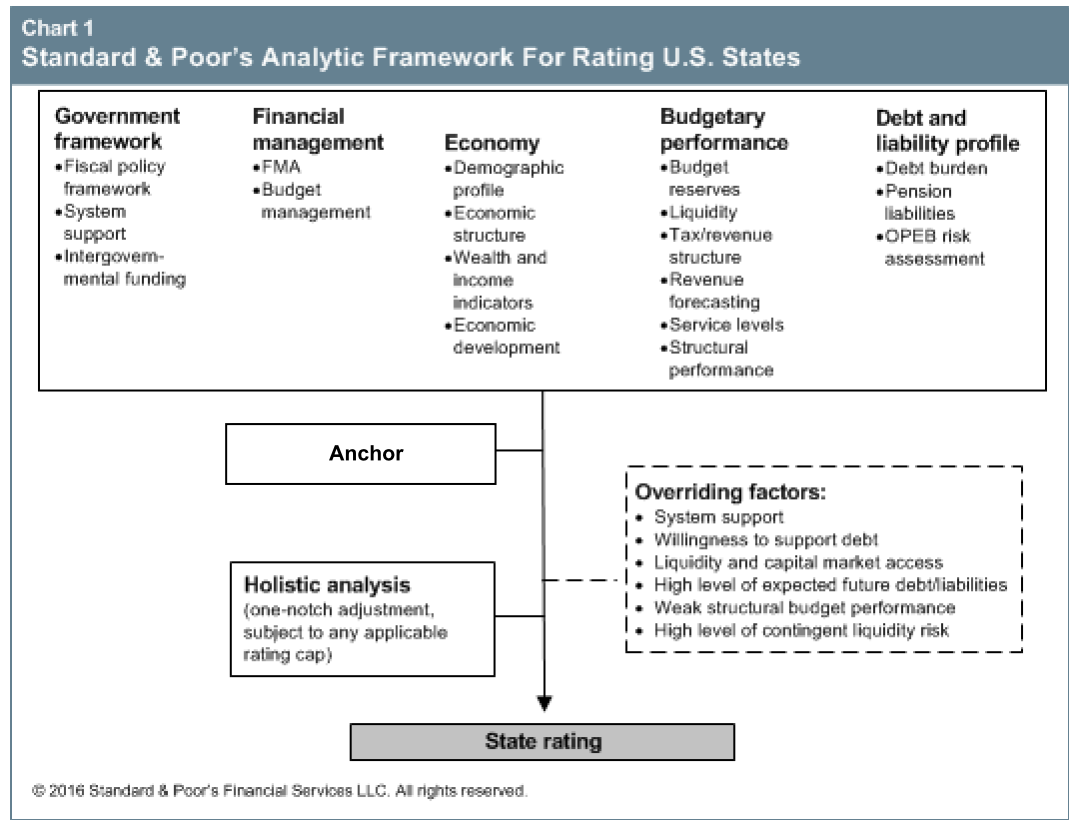 Chart 1
Standard & Poor's Analytic Framework For Rating U.S. States
Government
framework
•Fiscal policy
framework
•System
support
•Intergovern-
mental funding
Financial
management
•FMA
•Budget
management
Economy
•Demographic
profile
•Economic
structure
•Wealth and
income
indicators
•Economic
development
Budgetary
performance
•Budget
reserves
•Liquidity
•Tax/revenue
structure
•Revenue
forecasting
•Service levels
•Structural
performance
Debt and
liability profile
•Debt burden
•Pension
liabilities
•OPEB risk
assessment
Anchor
Overriding factors:
• System support
• Willingness to support debt
• Liquidity and capital market access
• High level of expected future debt/liabilities
• Weak structural budget performance
• High level of contingent liquidity risk
Holistic analysis
(one-notch adjustment,
subject to any applicable
rating cap)
State rating
© 2016 Standard & Poor's Financial Services LLC. All rights reserved.